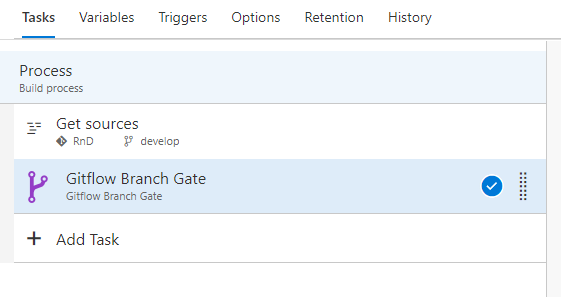 Tasks Variables Triggers Options Retention History
Process
Build process
Get sources
RnD develop
Gitflow Branch Gate
Gitflow Branch Gate
Add Task